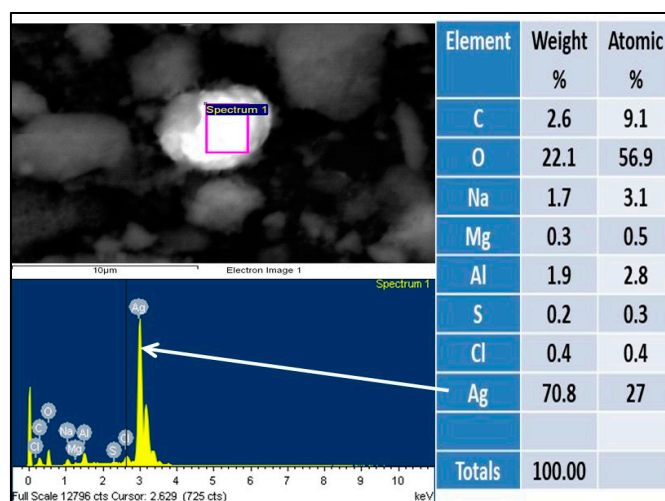 Spectrum 1
10µm Electron Image 1
Spectrum 1
Ag
O
C
Na
Al
Cl
Cl
Mg
S
0 1 2 3 4 5 6 7 8 9 10
Full Scale 12796 cts Cursor: 2.629 (725 cts) keV
Element Weight % Atomic %
C 2.6 9.1
O 22.1 56.9
Na 1.7 3.1
Mg 0.3 0.5
Al 1.9 2.8
S 0.2 0.3
Cl 0.4 0.4
Ag 70.8 27
Totals 100.00